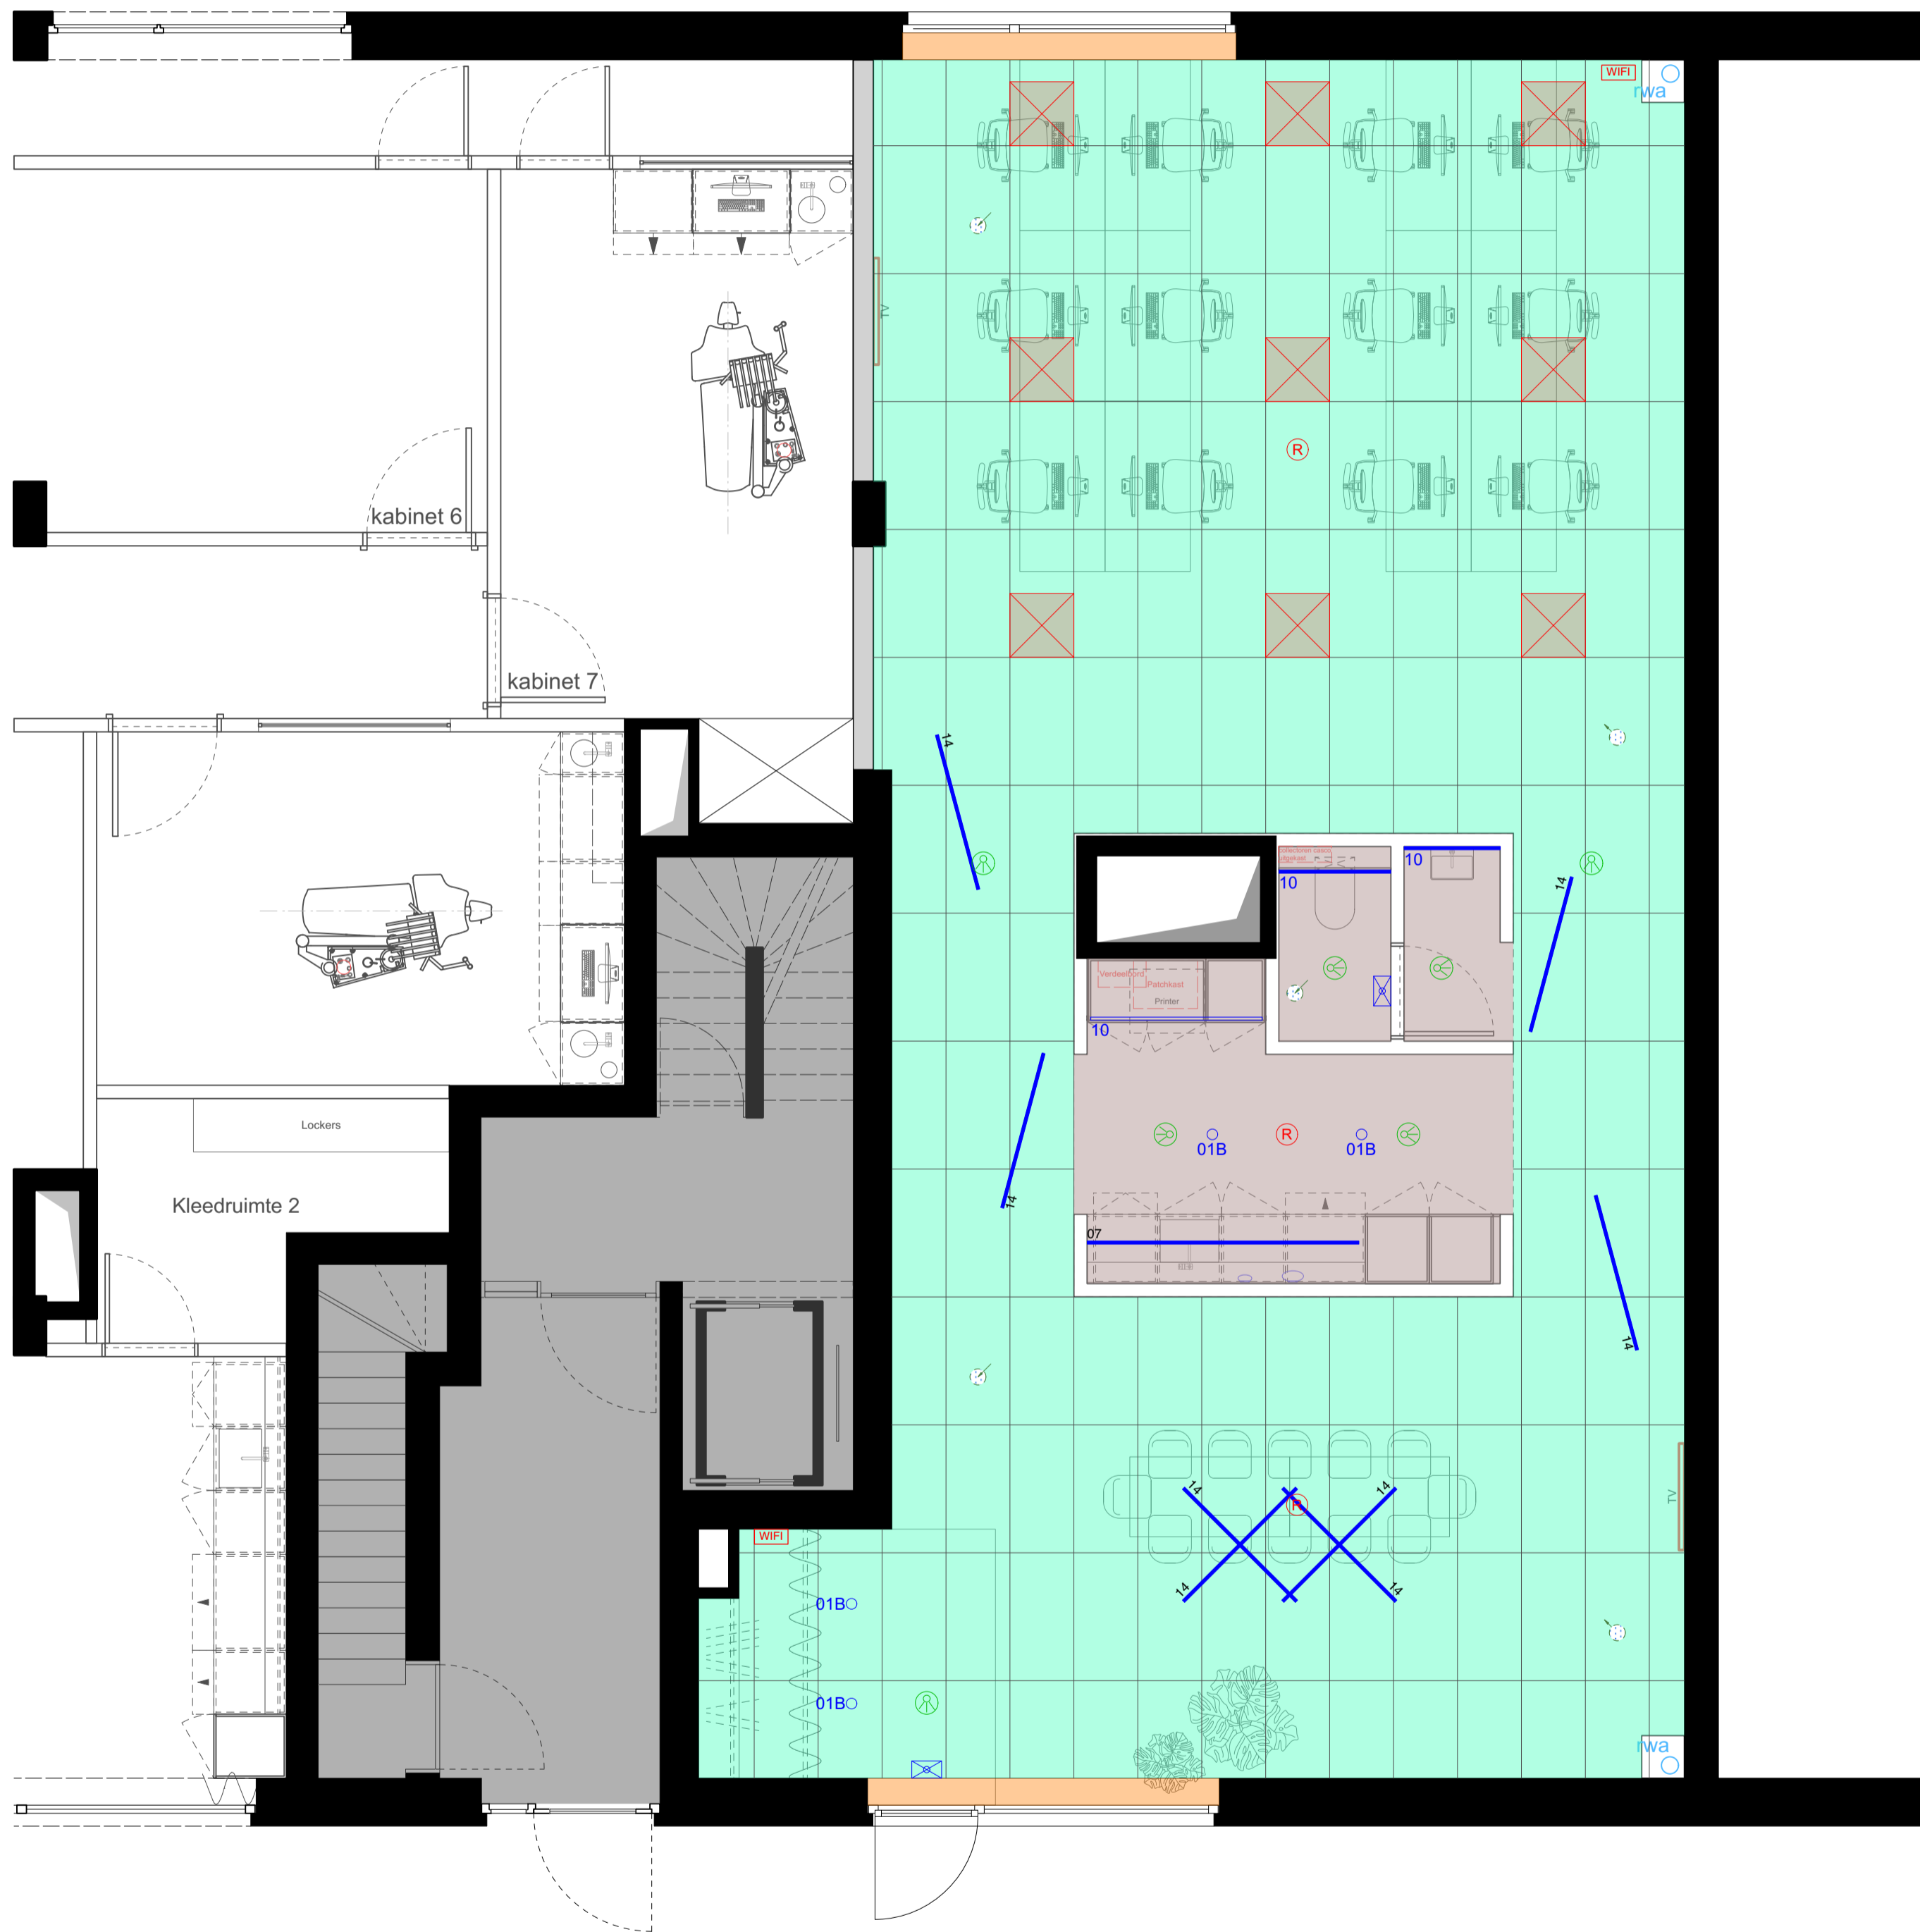 WIFI
rwa
TV
R
kabinet 6
kabinet 7
14
10
10
14
Verdeelbord
Patchkast
Printer
10
Lockers
01B
R
01B
Kleedruimte 2
14
07
14
14
14
R
TV
WIFI
14
14
01B
01B
rwa